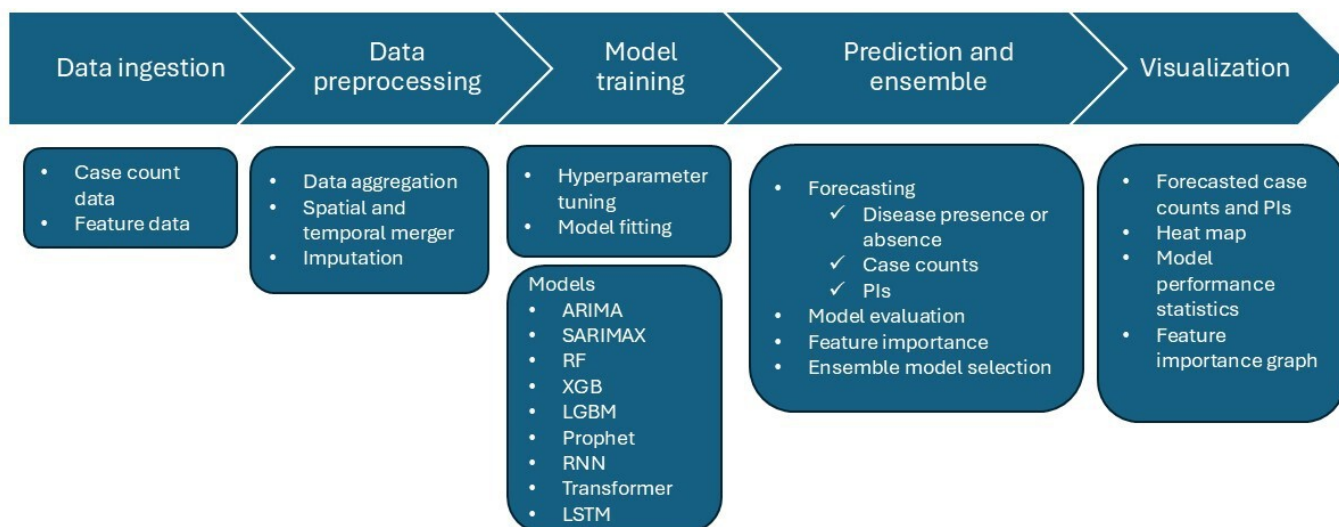 Data ingestion
Data
preprocessing
Model
training
Prediction and
ensemble
Visualization
• Case count
data
• Feature data
• Data aggregation
• Spatial and
temporal merger
• Imputation
• Hyperparameter
tuning
• Model fitting
Models
• ARIMA
• SARIMAX
• RF
• XGB
• LGBM
• Prophet
• RNN
• Transformer
• LSTM
• Forecasting
✓ Disease presence or
absence
✓ Case counts
✓ PIs
• Model evaluation
• Feature importance
• Ensemble model selection
• Forecasted case
counts and PIs
• Heat map
• Model
performance
statistics
• Feature
importance graph